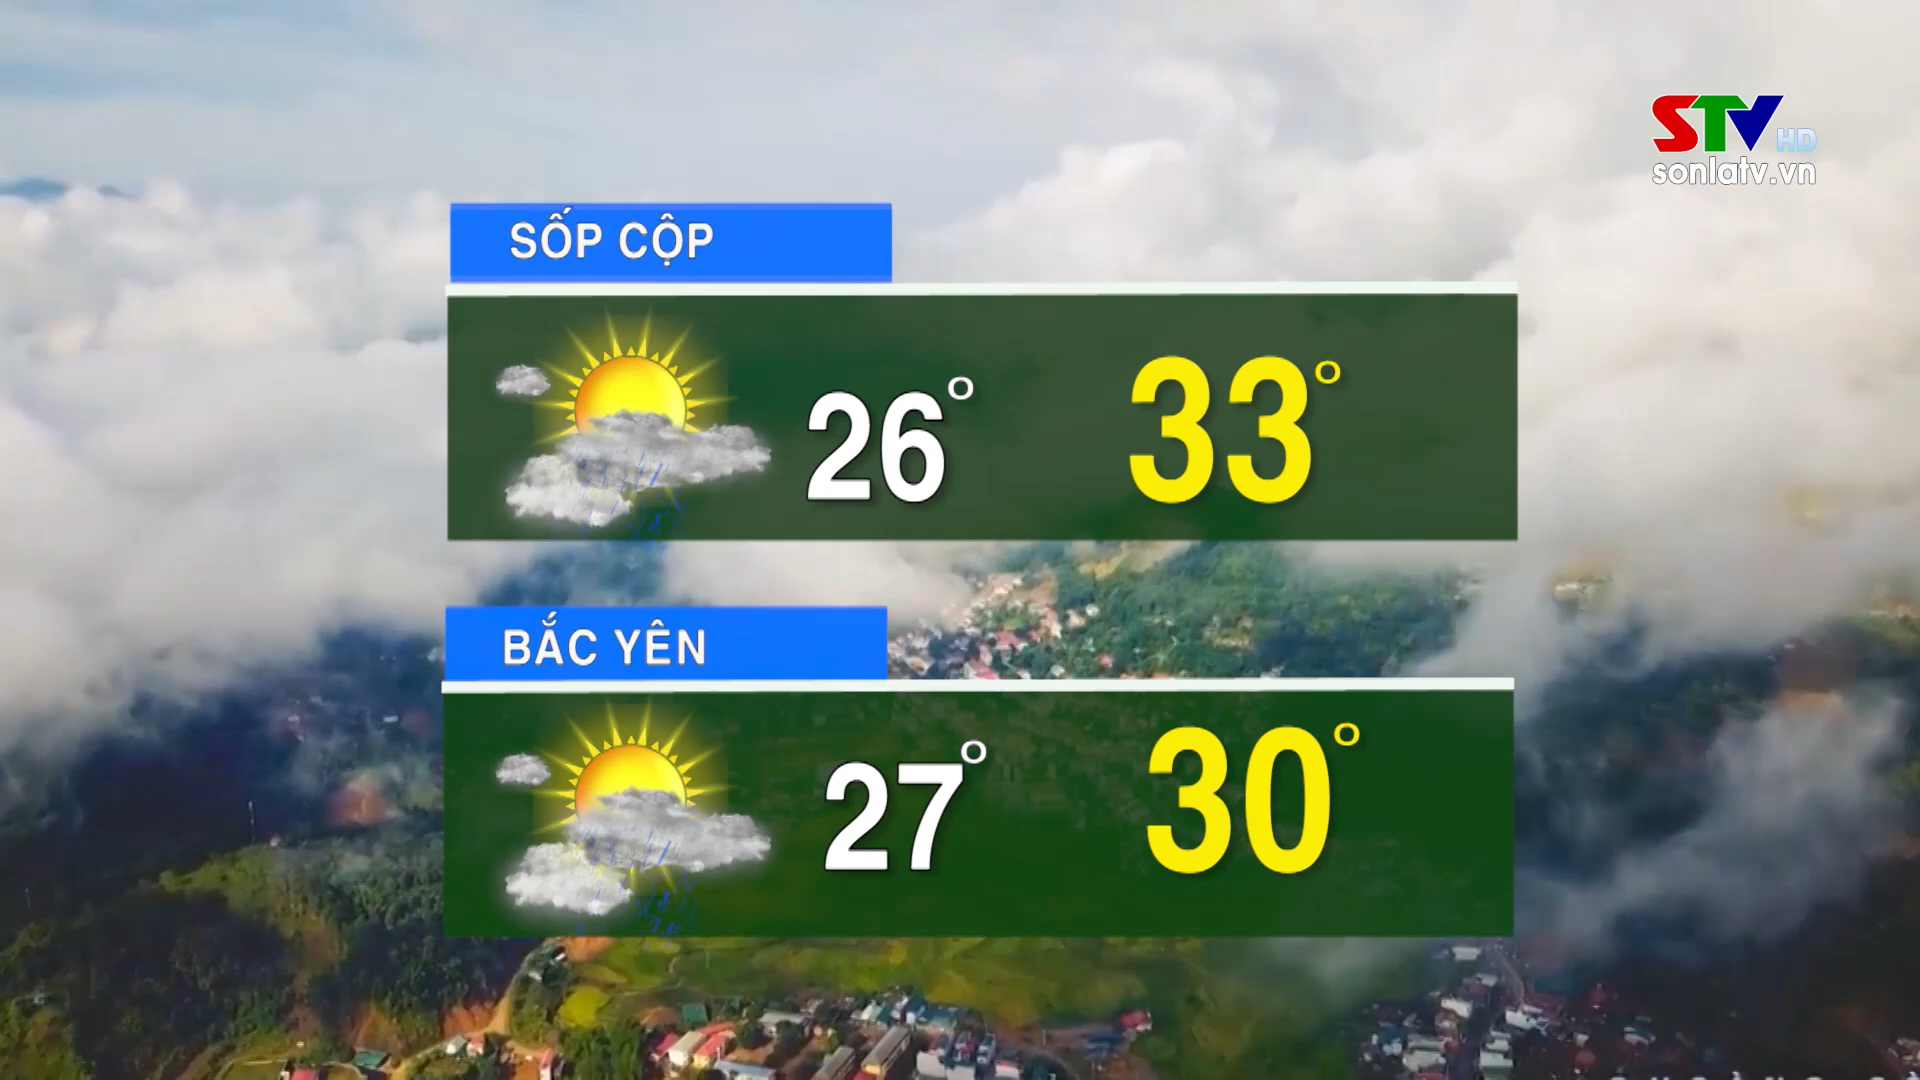 STV HD
sonlatv.vn
SỐP CỘP
26° 33°
BẮC YÊN
27° 30°